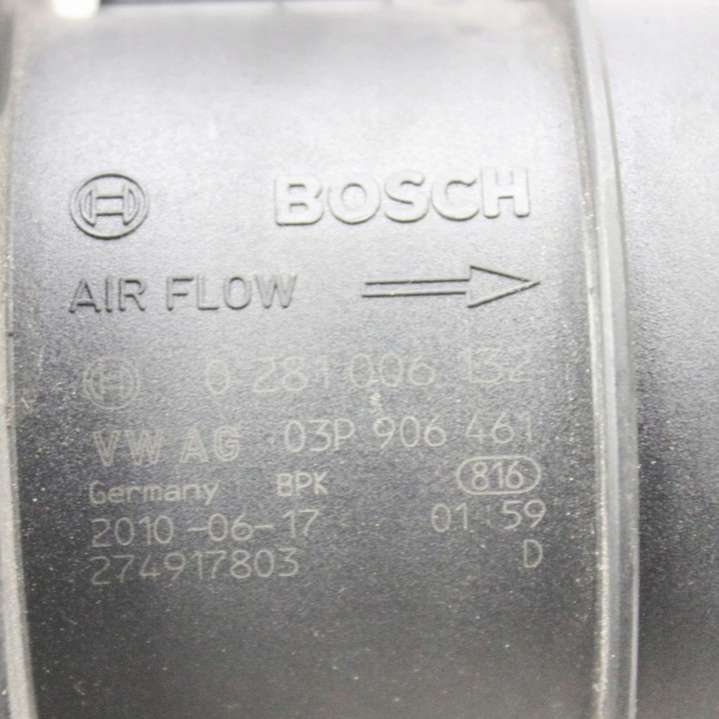 BOSCH
AIR FLOW
0 281 006 132
VW AG 03P 906 461
Germany BPK 816
2010-06-17 01:59
274917803 D